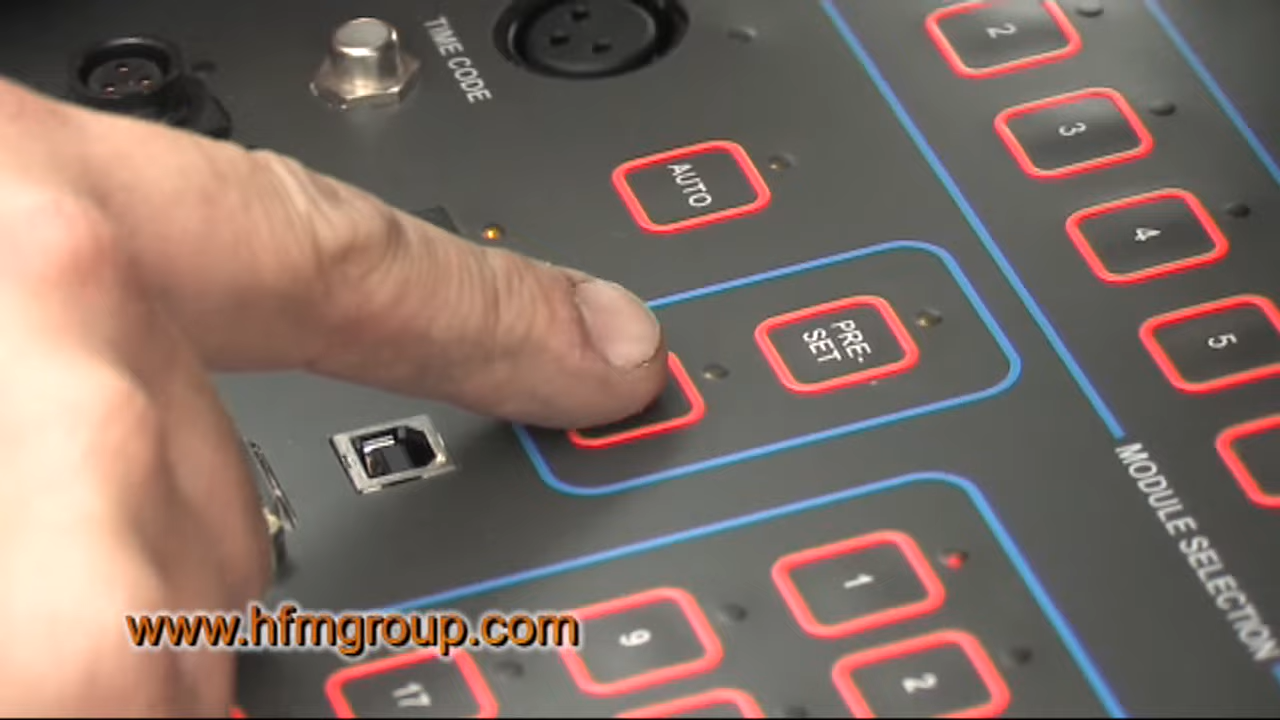 TIME CODE
2
3
AUTO
4
PRE-
SET
5
MODULE SELECTION
1
9
2
17
www.hfmgroup.com